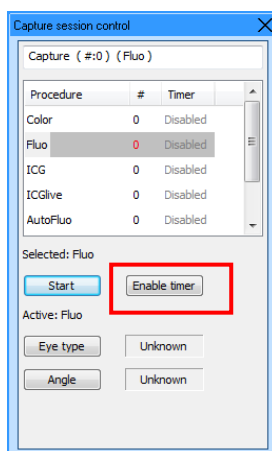 Capture session control
Capture ( #:0 ) ( Fluo )
Procedure # Timer
Color 0 Disabled
Fluo 0 Disabled
ICG 0 Disabled
ICGlive 0 Disabled
AutoFluo 0 Disabled
Selected: Fluo
Start Enable timer
Active: Fluo
Eye type Unknown
Angle Unknown